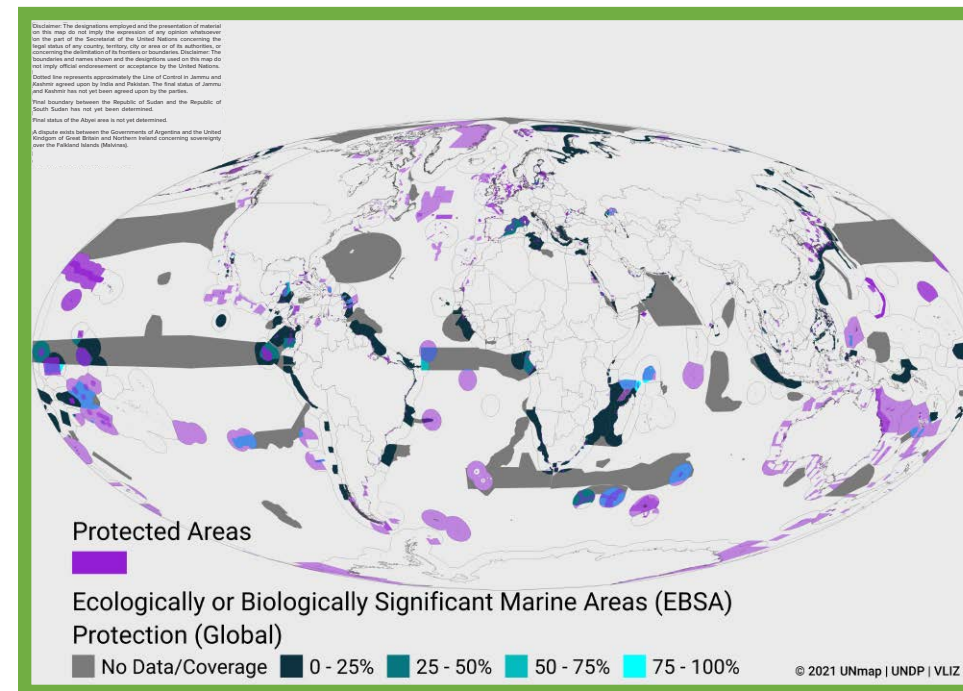 Disclaimer: The designations employed and the presentation of material
on this map do not imply the expression of any opinion whatsoever
on the part of the Secretariat of the United Nations concerning the
legal status of any country, territory, city or area or of its authorities, or
concerning the delimitation of its frontiers or boundaries. Disclaimer: The
boundaries and names shown and the designtions used on this map do
not imply official endorsement or acceptance by the United Nations.
Dotted line represents approximately the Line of Control in Jammu and
Kashmir agreed upon by India and Pakistan. The final status of Jammu
and Kashmir has not yet been agreed upon by the parties.
Final boundary between the Republic of Sudan and the Republic of
South Sudan has not yet been determined.
Final status of the Abyei area is not yet determined.
A dispute exists between the Governments of Argentina and the United
Kindgom of Great Britain and Northern Ireland concerning sovereignty
over the Falkland Islands (Melvinas).
Protected Areas
Ecologically or Biologically Significant Marine Areas (EBSA)
Protection (Global)
No Data/Coverage 0 - 25% 25 - 50% 50 - 75% 75 - 100%
© 2021 UNmap | UNDP | VLIZ